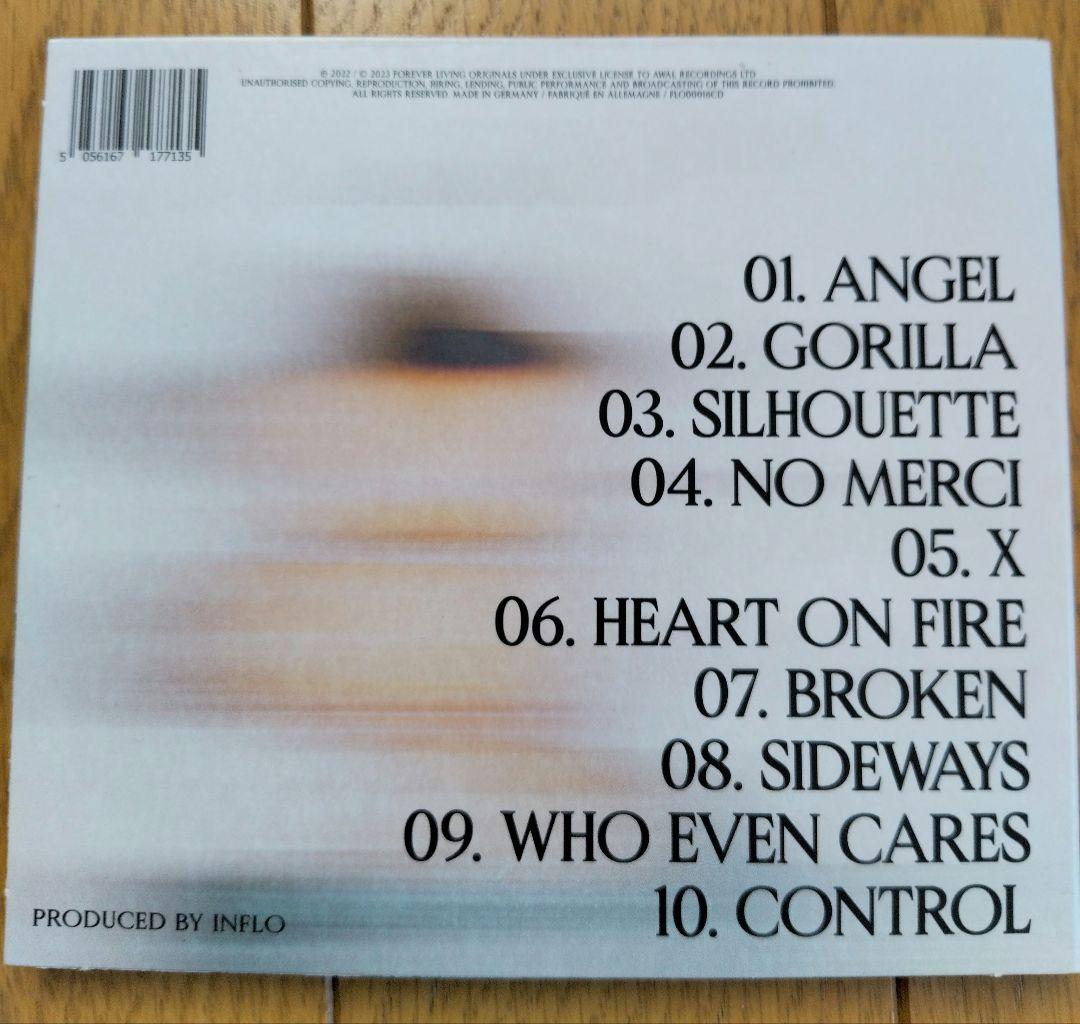 ℗ 2022 / © 2023 FOREVER LIVING ORIGINALS UNDER EXCLUSIVE LICENSE TO AWAL RECORDINGS LTD
UNAUTHORISED COPYING, REPRODUCTION, HIRING, LENDING, PUBLIC PERFORMANCE AND BROADCASTING OF THIS RECORD PROHIBITED.
ALL RIGHTS RESERVED. MADE IN GERMANY / FABRIQUÉ EN ALLEMAGNE / FLO00016CD
5 056167 177135
01. ANGEL
02. GORILLA
03. SILHOUETTE
04. NO MERCI
05. X
06. HEART ON FIRE
07. BROKEN
08. SIDEWAYS
09. WHO EVEN CARES
10. CONTROL
PRODUCED BY INFLO